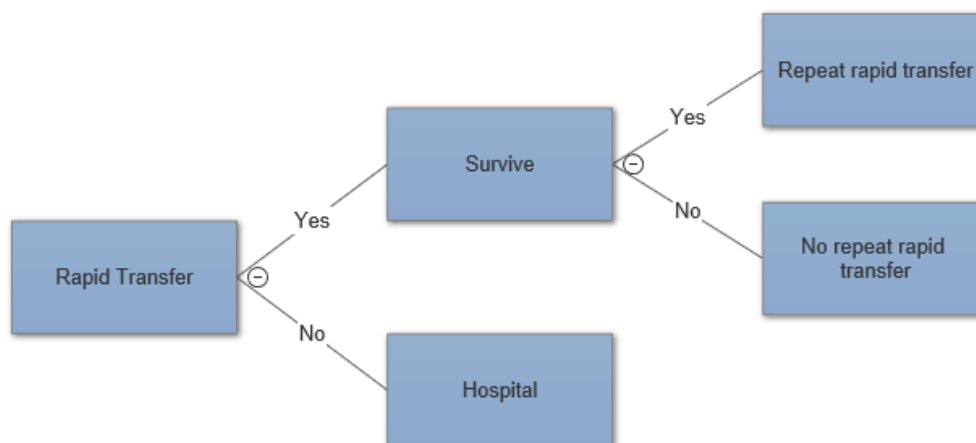 Repeat rapid transfer
Yes
Survive
Yes
No
No repeat rapid
transfer
Rapid Transfer
No
Hospital